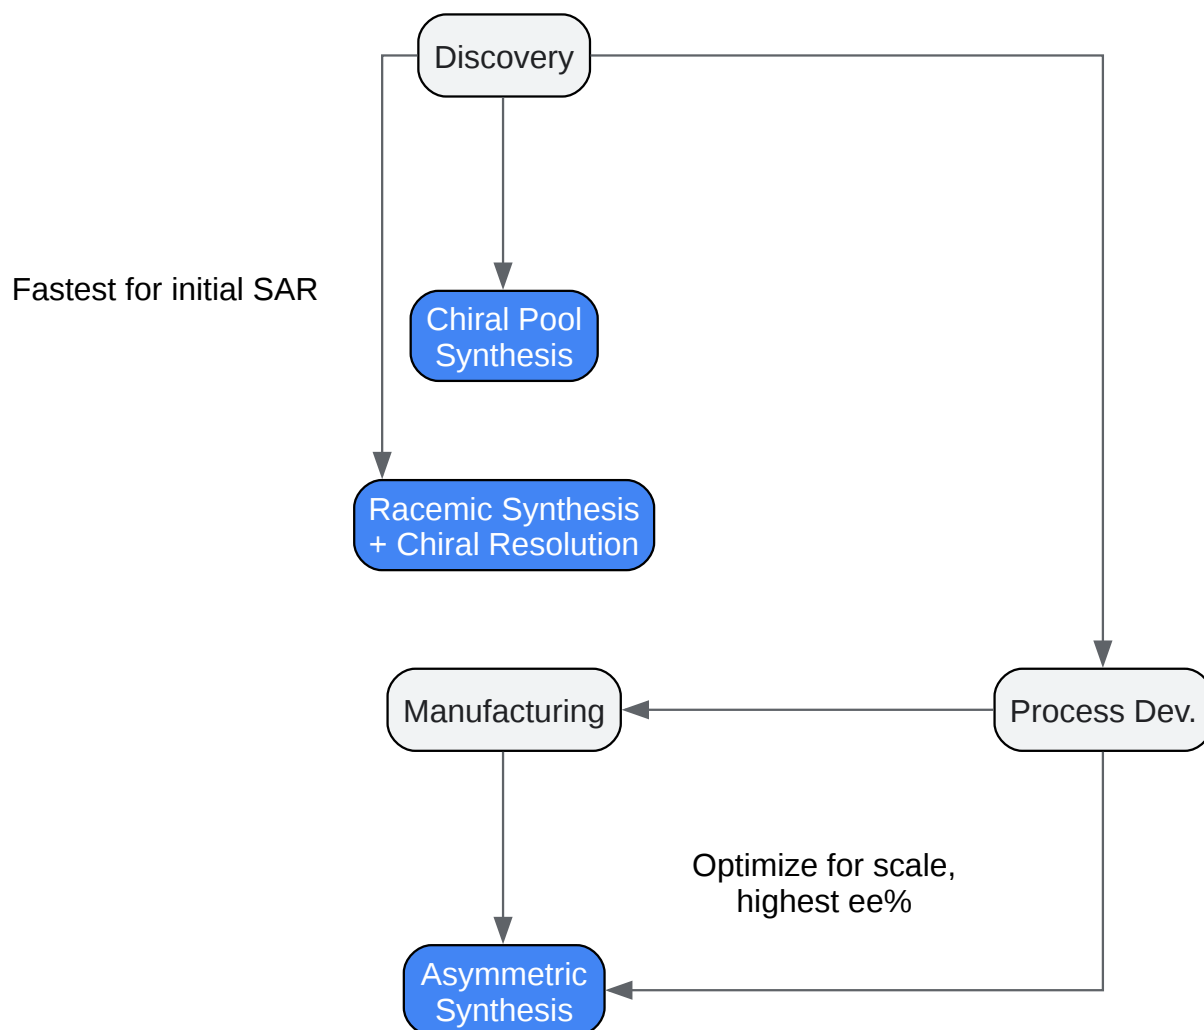 Discovery
Fastest for initial SAR
Chiral Pool
Synthesis
Racemic Synthesis
+ Chiral Resolution
Manufacturing
Process Dev.
Optimize for scale,
highest ee%
Asymmetric
Synthesis